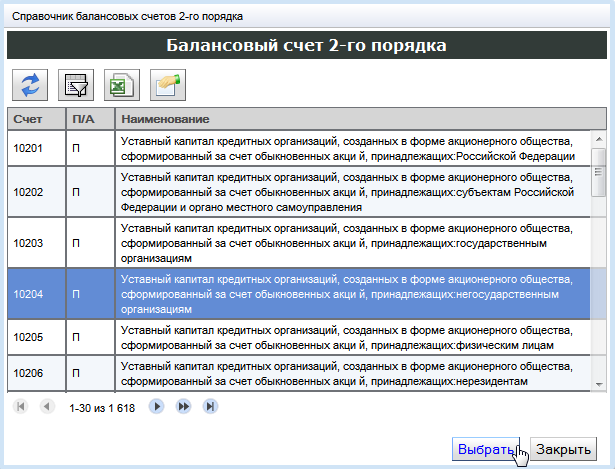 Справочник балансовых счетов 2-го порядка
Балансовый счет 2-го порядка
Счет П/А Наименование
10201 П Уставный капитал кредитных организаций, созданных в форме акционерного общества,
сформированный за счет обыкновенных акци й, принадлежащих:Российской Федерации
10202 П Уставный капитал кредитных организаций, созданных в форме акционерного общества,
сформированный за счет обыкновенных акци й, принадлежащих:субъектам Российской
Федерации и органо местного самоуправления
10203 П Уставный капитал кредитных организаций, созданных в форме акционерного общества,
сформированный за счет обыкновенных акци й, принадлежащих:государственным
организациям
10204 П Уставный капитал кредитных организаций, созданных в форме акционерного общества,
сформированный за счет обыкновенных акци й, принадлежащих:негосударственным
организациям
10205 П Уставный капитал кредитных организаций, созданных в форме акционерного общества,
сформированный за счет обыкновенных акци й, принадлежащих:физическим лицам
10206 П Уставный капитал кредитных организаций, созданных в форме акционерного общества,
сформированный за счет обыкновенных акци й, принадлежащих:нерезидентам
1-30 из 1 618
Выбрать Закрыть